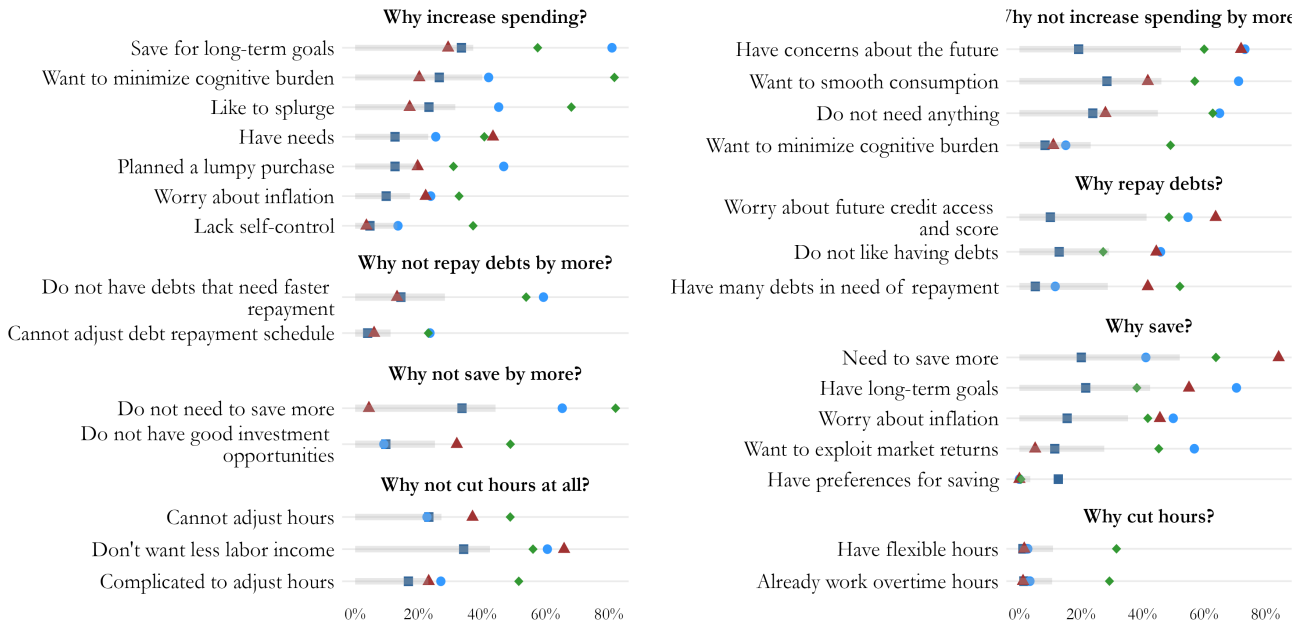 Why increase spending?
Save for long-term goals
Want to minimize cognitive burden
Like to splurge
Have needs
Planned a lumpy purchase
Worry about inflation
Lack self-control
Why not repay debts by more?
Do not have debts that need faster
repayment
Cannot adjust debt repayment schedule
Why not save by more?
Do not need to save more
Do not have good investment
opportunities
Why not cut hours at all?
Cannot adjust hours
Don't want less labor income
Complicated to adjust hours
0% 20% 40% 60% 80%
Why not increase spending by more
Have concerns about the future
Want to smooth consumption
Do not need anything
Want to minimize cognitive burden
Why repay debts?
Worry about future credit access
and score
Do not like having debts
Have many debts in need of repayment
Why save?
Need to save more
Have long-term goals
Worry about inflation
Want to exploit market returns
Have preferences for saving
Why cut hours?
Have flexible hours
Already work overtime hours
0% 20% 40% 60% 80%